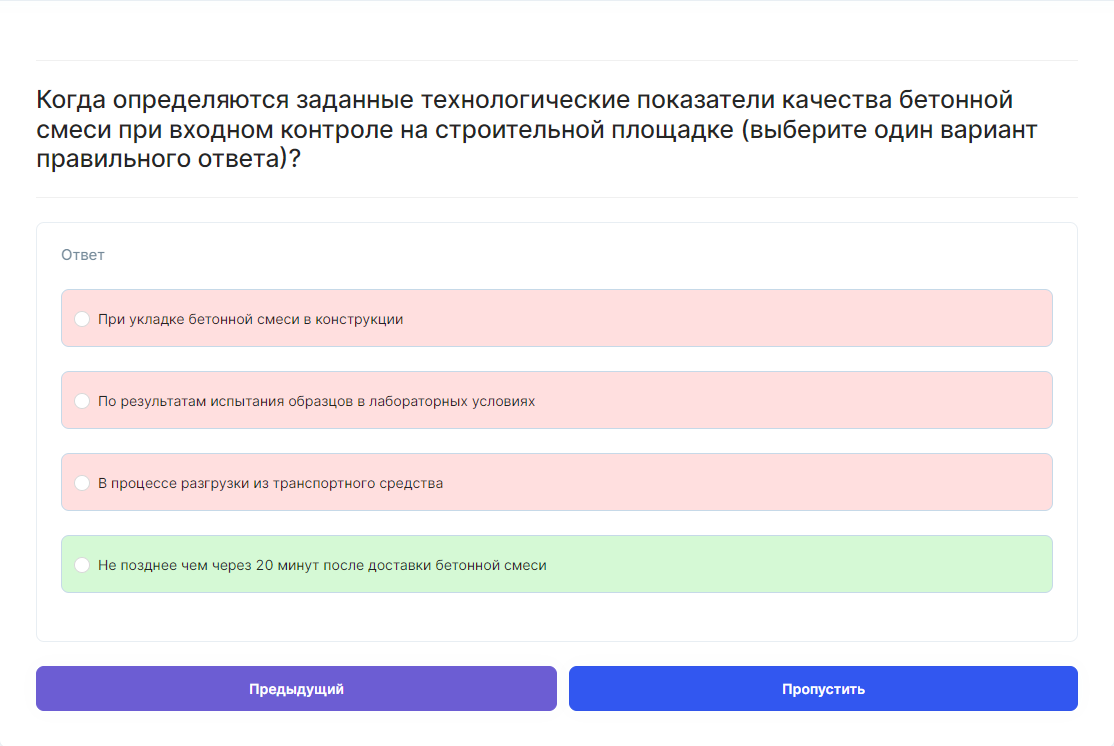 Когда определяются заданные технологические показатели качества бетонной
смеси при входном контроле на строительной площадке (выберите один вариант
правильного ответа)?
Ответ
При укладке бетонной смеси в конструкции
По результатам испытания образцов в лабораторных условиях
В процессе разгрузки из транспортного средства
Не позднее чем через 20 минут после доставки бетонной смеси
Предыдущий
Пропустить